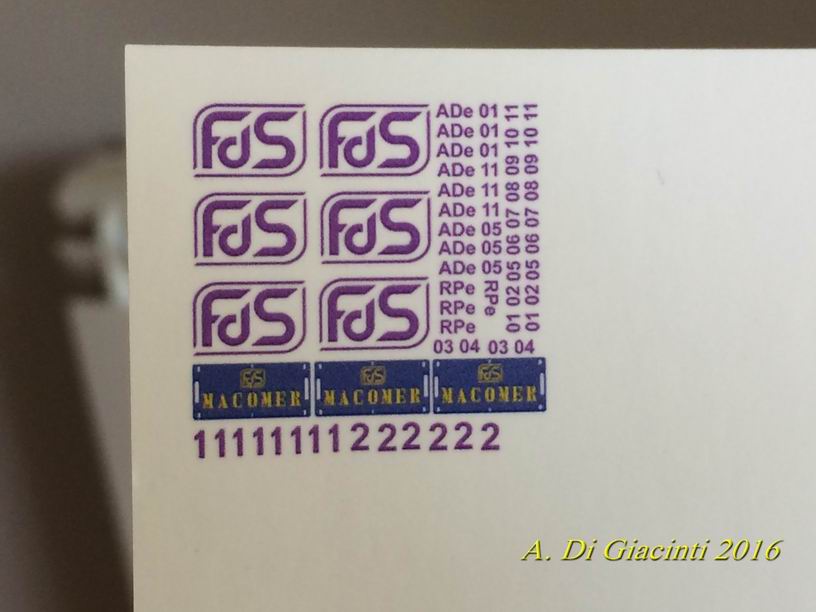 FdS FdS
FdS FdS
FdS FdS
ADe 01
ADe 01
ADe 01
ADe 11
ADe 11
ADe 11
ADe 05
ADe 05
ADe 05
RPe
RPe
RPe
RPe
01 02 05 06 07 08 09 10 11
01 02 05 06 07 08 09 10 11
03 04 03 04
FdS FdS FdS
MACOMER MACOMER MACOMER
11111111222222
A. Di Giacinti 2016